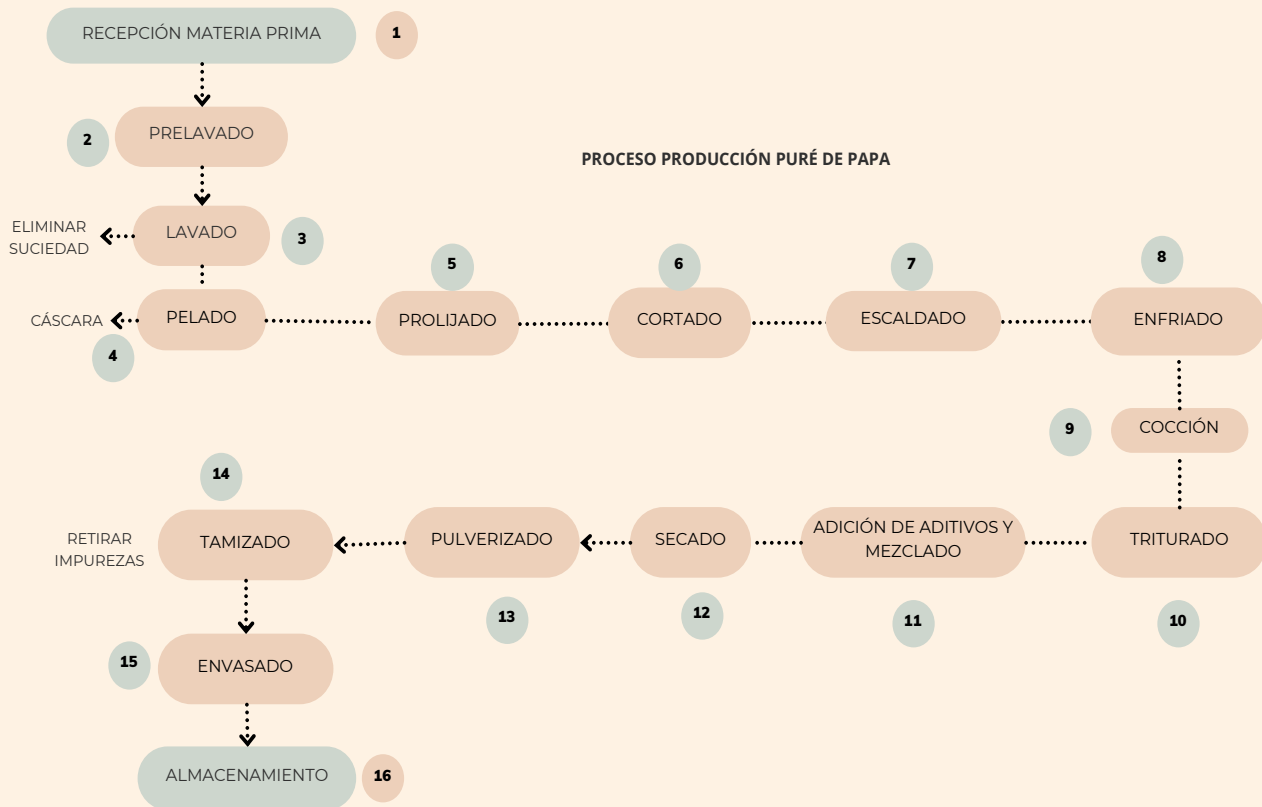 RECEPCIÓN MATERIA PRIMA
1
2
PRELAVADO
PROCESO PRODUCCIÓN PURÉ DE PAPA
ELIMINAR
SUCIEDAD
LAVADO
3
CÁSCARA
PELADO
4
5
PROLIJADO
6
CORTADO
7
ESCALDADO
8
ENFRIADO
9
COCCIÓN
TRITURADO
10
ADICIÓN DE ADITIVOS Y
MEZCLADO
11
SECADO
12
PULVERIZADO
13
14
TAMIZADO
RETIRAR
IMPUREZAS
15
ENVASADO
ALMACENAMIENTO
16